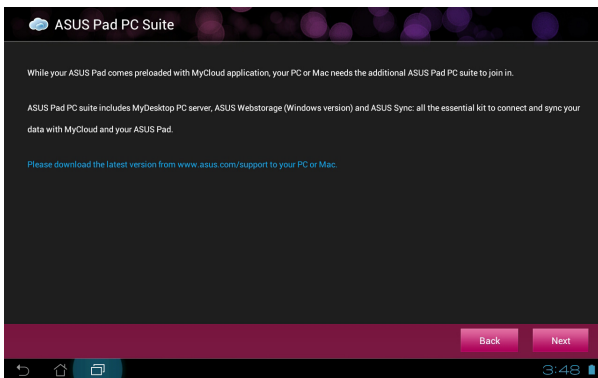 ASUS Pad PC Suite
While your ASUS Pad comes preloaded with MyCloud application, your PC or Mac needs the additional ASUS Pad PC suite to join in.
ASUS Pad PC suite includes MyDesktop PC server, ASUS Webstorage (Windows version) and ASUS Sync: all the essential kit to connect and sync your
data with MyCloud and your ASUS Pad.
Please download the latest version from www.asus.com/support to your PC or Mac.
Back Next
3:48